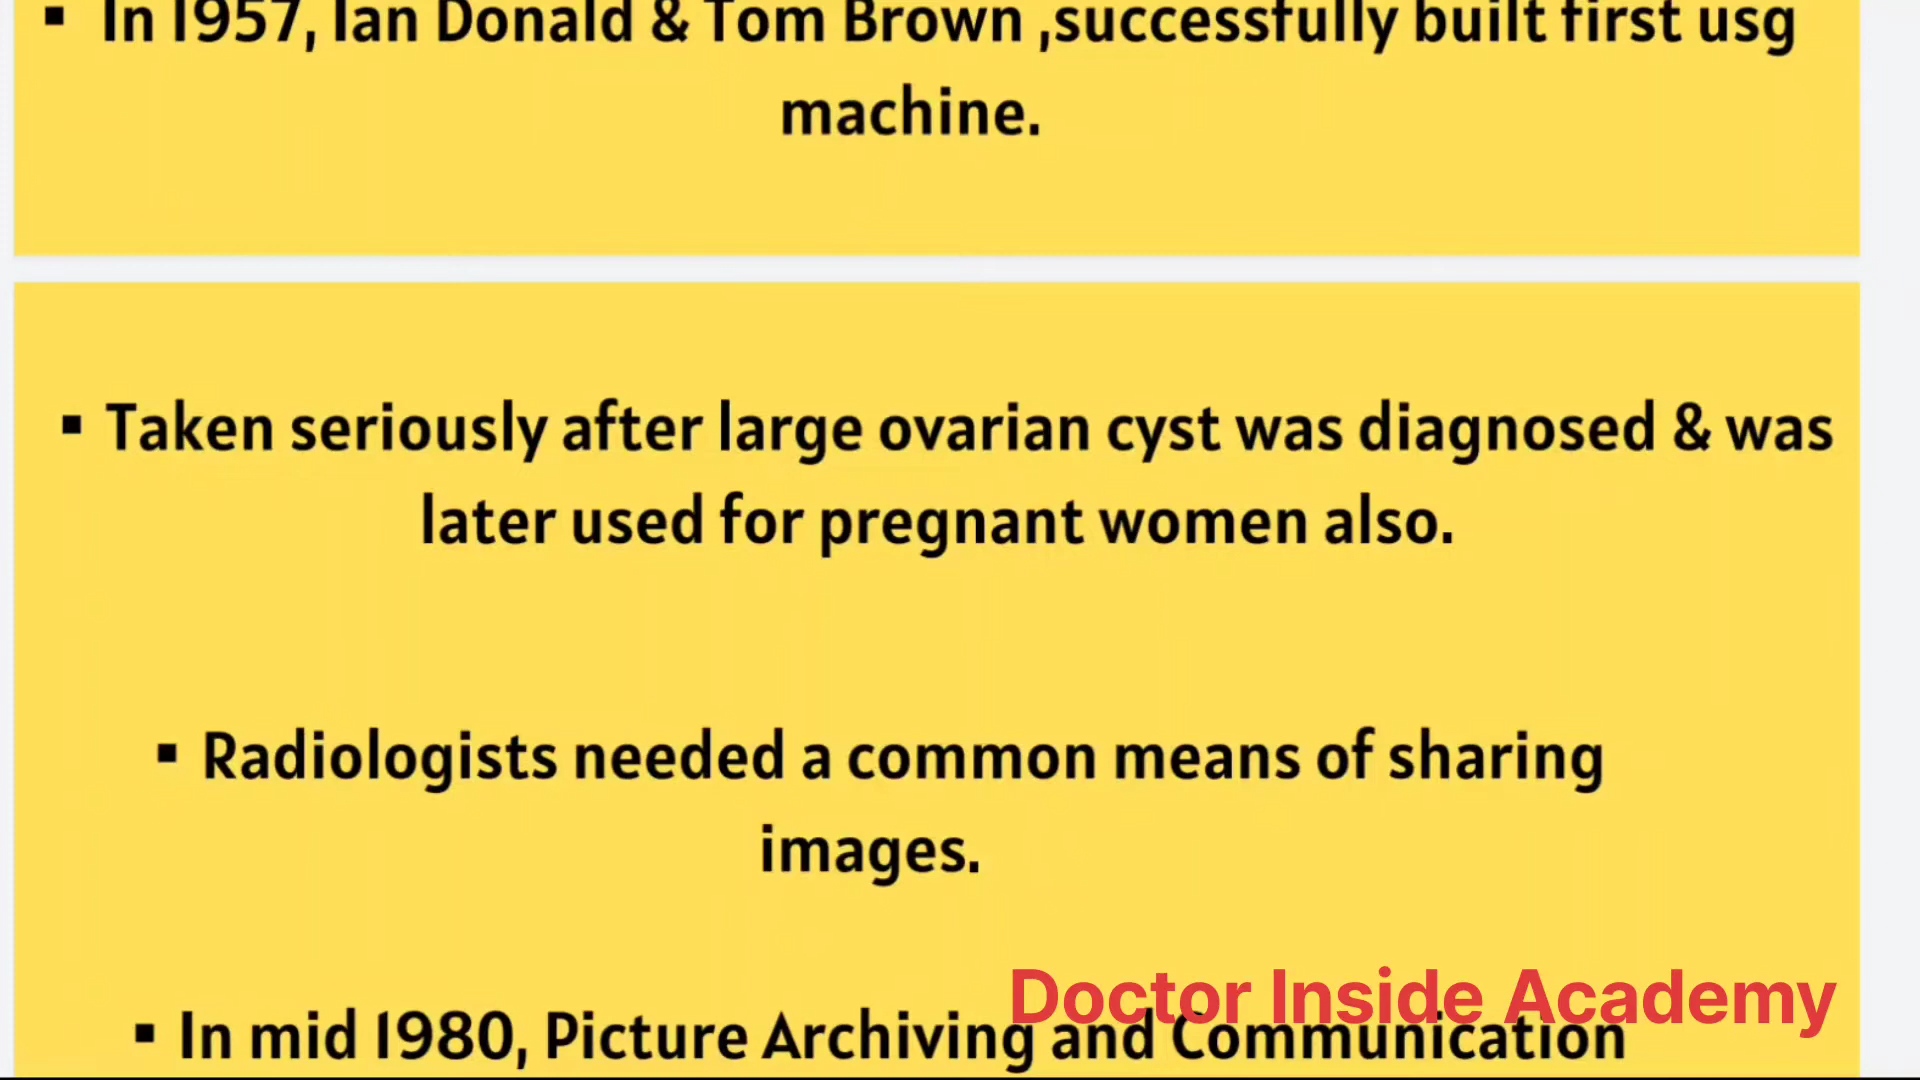 ▪ In 1957, Ian Donald & Tom Brown ,successfully built first usg
machine.
▪ Taken seriously after large ovarian cyst was diagnosed & was
later used for pregnant women also.
▪ Radiologists needed a common means of sharing
images.
Doctor Inside Academy
▪ In mid 1980, Picture Archiving and Communication